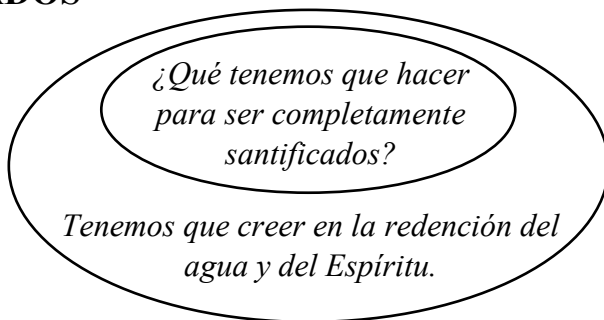 ¿Qué tenemos que hacer
para ser completamente
santificados?
Tenemos que creer en la redención del
agua y del Espíritu.